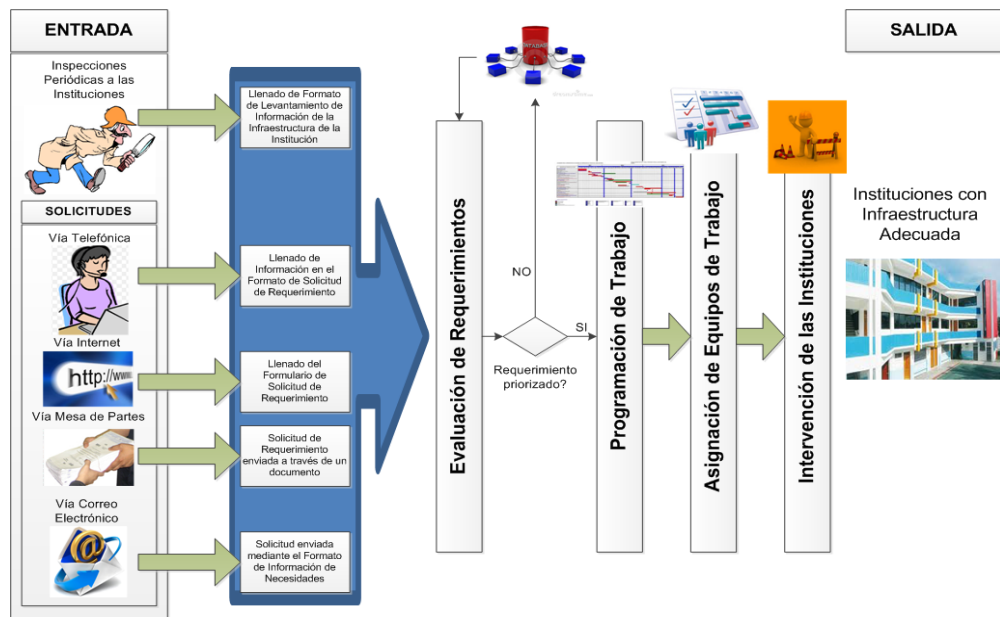 ENTRADA
Inspecciones
Periódicas a las
Instituciones
SOLICITUDES
Vía Telefónica
Vía Internet
http://www.
Vía Mesa de Partes
Vía Correo
Electrónico
Llenado de Formato
de Levantamiento de
Información de la
Infraestructura de la
Institución
Llenado de
Información en el
Formato de Solicitud
de Requerimiento
Llenado del
Formulario de
Solicitud de
Requerimiento
Solicitud de
Requerimiento
enviada a través de un
documento
Solicitud enviada
mediante el Formato
de Información de
Necesidades
Evaluación de Requerimientos
NO
SI
Requerimiento
priorizado?
Programación de Trabajo
Asignación de Equipos de Trabajo
Intervención de las Instituciones
SALIDA
Instituciones con
Infraestructura
Adecuada